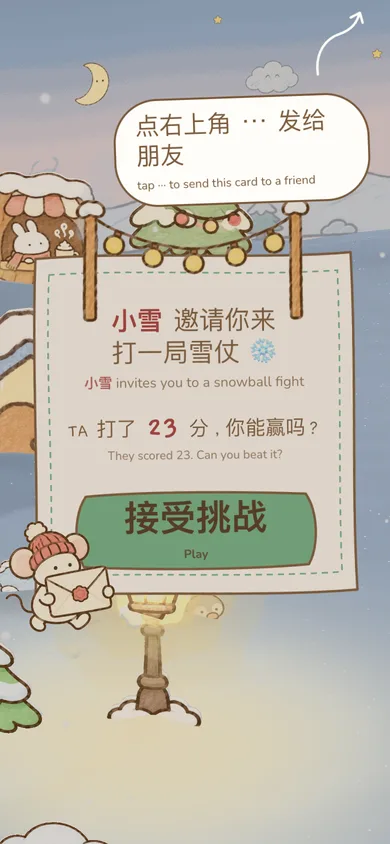 点右上角 ··· 发给
朋友
tap ··· to send this card to a friend
小雪 邀请你来
打一局雪仗
小雪 invites you to a snowball fight
TA 打了 23 分，你能赢吗？
They scored 23. Can you beat it?
接受挑战
Play